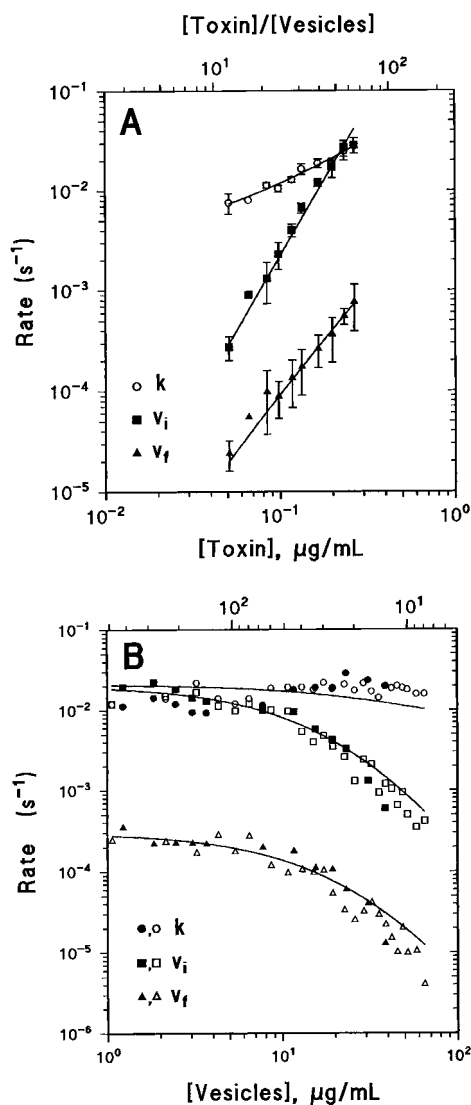 [Toxin]/[Vesicles]
10¹ 10²
10⁻¹
A
10⁻²
10⁻³
Rate (s⁻¹)
10⁻⁴
k
vᵢ
v_f
10⁻⁵
10⁻² 10⁻¹ 10⁰
[Toxin], µg/mL
10² 10¹
10⁻¹
B
10⁻²
10⁻³
Rate (s⁻¹)
10⁻⁴
10⁻⁵
, k
, vᵢ
, v_f
10⁻⁶
10⁰ 10¹ 10²
[Vesicles], µg/mL